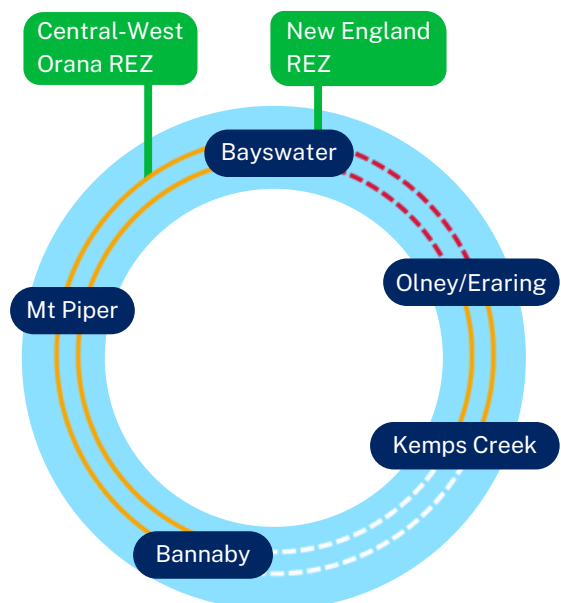 Central-West
Orana REZ
New England
REZ
Bayswater
Olney/Eraring
Mt Piper
Kemps Creek
Bannaby